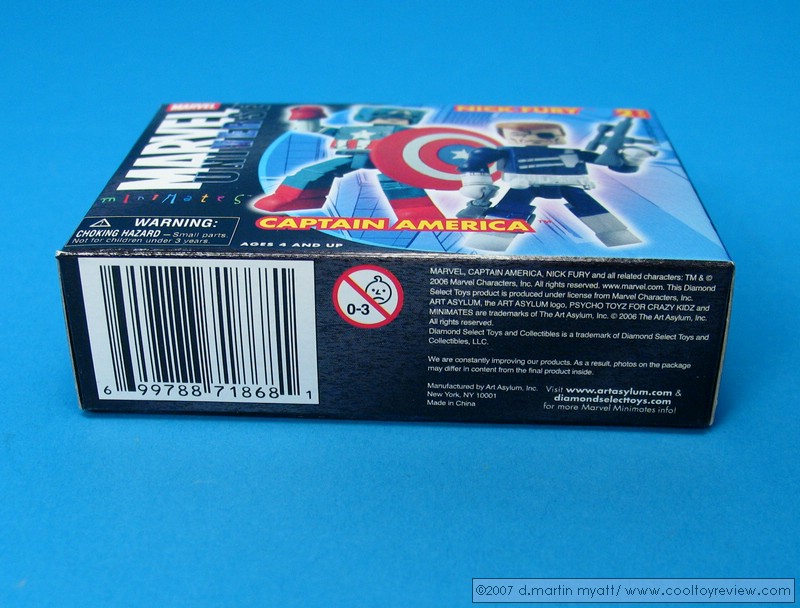 MARVEL
MARVEL
UNIVERSE
minimates
NICK FURY
CAPTAIN AMERICA™
WARNING:
CHOKING HAZARD – Small parts.
Not for children under 3 years.
AGES 4 AND UP
6 99788 71868 1
0-3
MARVEL, CAPTAIN AMERICA, NICK FURY and all related characters: TM & ©
2006 Marvel Characters, Inc. All rights reserved. www.marvel.com. This Diamond
Select Toys product is produced under license from Marvel Characters, Inc.
ART ASYLUM, the ART ASYLUM logo, PSYCHO TOYZ FOR CRAZY KIDZ and
MINIMATES are trademarks of The Art Asylum, Inc. © 2006 The Art Asylum, Inc.
All rights reserved.
Diamond Select Toys and Collectibles is a trademark of Diamond Select Toys and
Collectibles, LLC.
We are constantly improving our products. As a result, photos on the package
may differ in content from the final product inside.
Manufactured by Art Asylum, Inc.
New York, NY 10001
Made in China
Visit www.artasylum.com &
diamondselecttoys.com
for more Marvel Minimates info!
©2007 d.martin myatt/ www.cooltoyreview.com